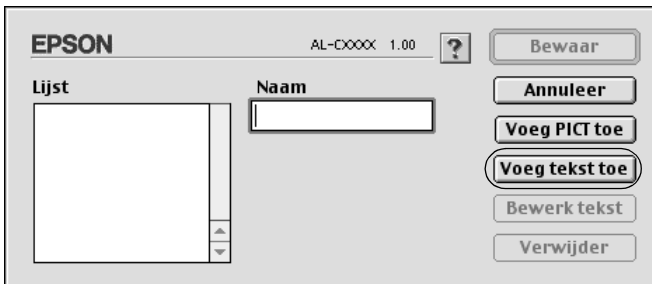 EPSON
AL-CXXXX 1.00
?
Bewaar
Lijst
Naam
Annuleer
Voeg PICT toe
Voeg tekst toe
Bewerk tekst
Verwijder